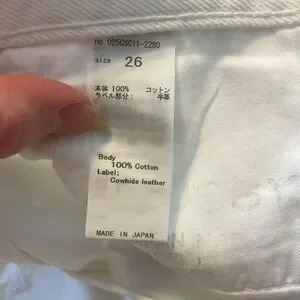 no. 025CSCI1-2280
size 26
本体 100% コットン
ラベル部分: 牛革
Body
100% Cotton
Label:
Cowhide leather
MADE IN JAPAN